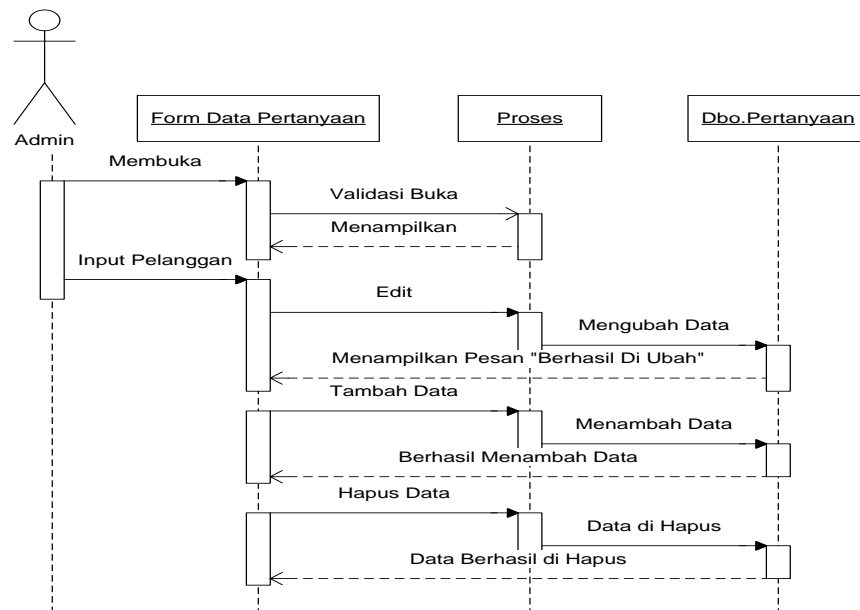 Form Data Pertanyaan
Proses
Dbo.Pertanyaan
Admin
Membuka
Validasi Buka
Menampilkan
Input Pelanggan
Edit
Mengubah Data
Menampilkan Pesan "Berhasil Di Ubah"
Tambah Data
Menambah Data
Berhasil Menambah Data
Hapus Data
Data di Hapus
Data Berhasil di Hapus